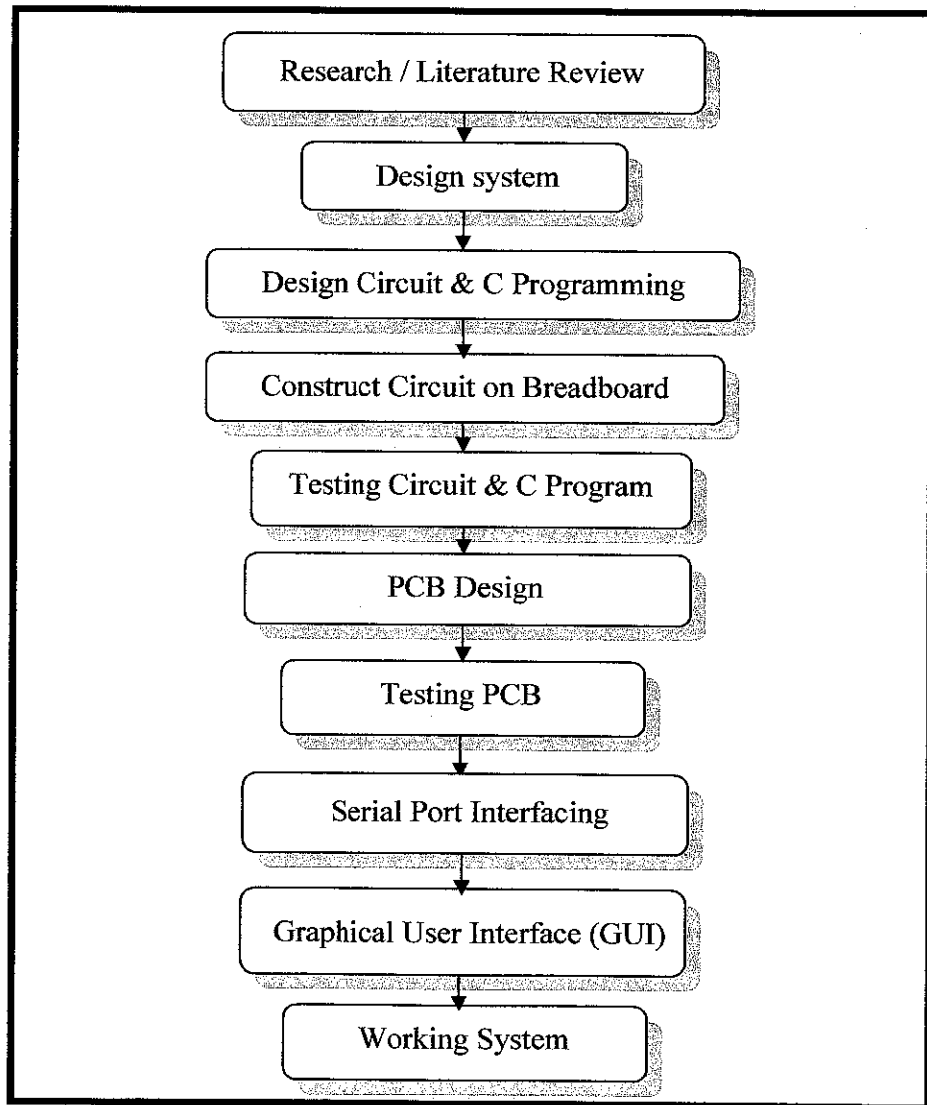 Research / Literature Review
Design system
Design Circuit & C Programming
Construct Circuit on Breadboard
Testing Circuit & C Program
PCB Design
Testing PCB
Serial Port Interfacing
Graphical User Interface (GUI)
Working System